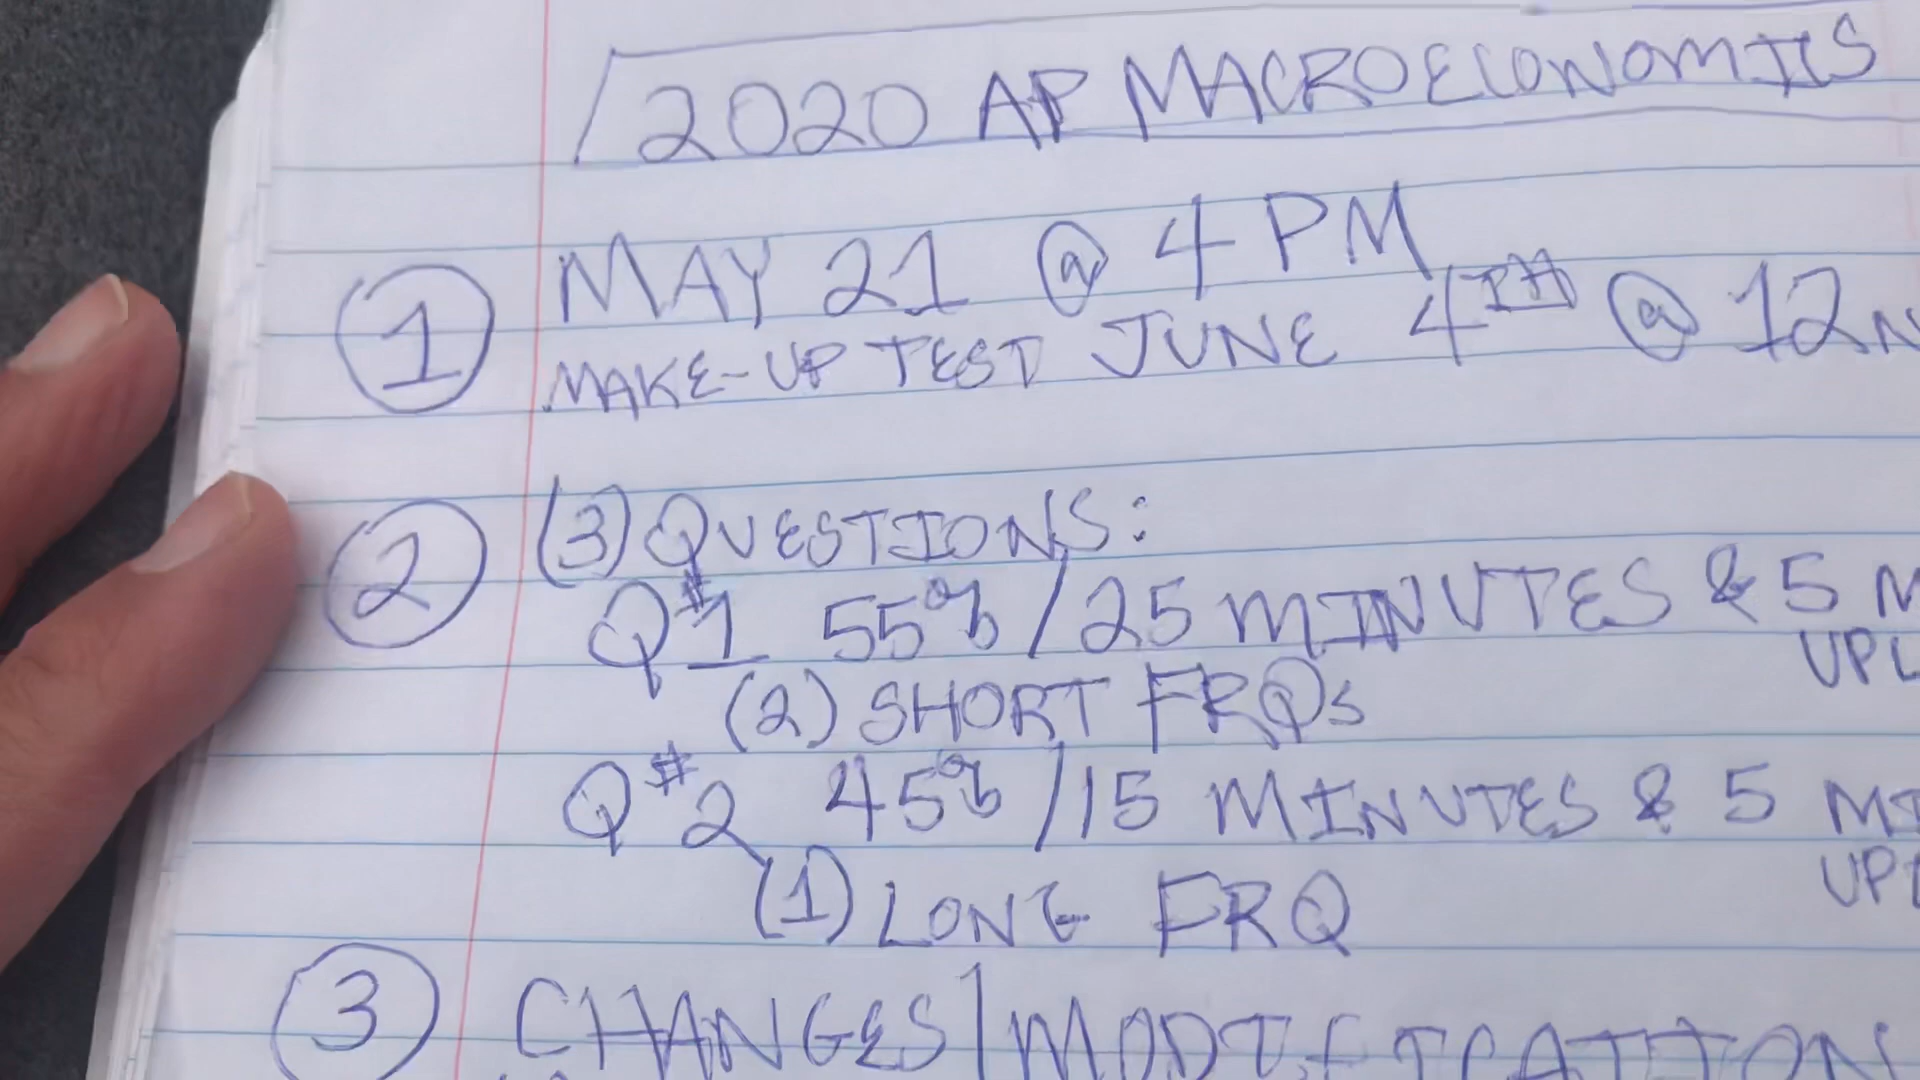 2020 AP MACROECONOMICS
1 MAY 21 @ 4 PM
MAKE-UP TEST JUNE 4TH @ 12
2 (3) QUESTIONS:
Q#1 55% / 25 MINUTES & 5 M
UPL
(2) SHORT FRQs
Q#2 45% / 15 MINUTES & 5 MI
UPL
(1) LONG FRQ
3 CHANGES / MODIFICATION